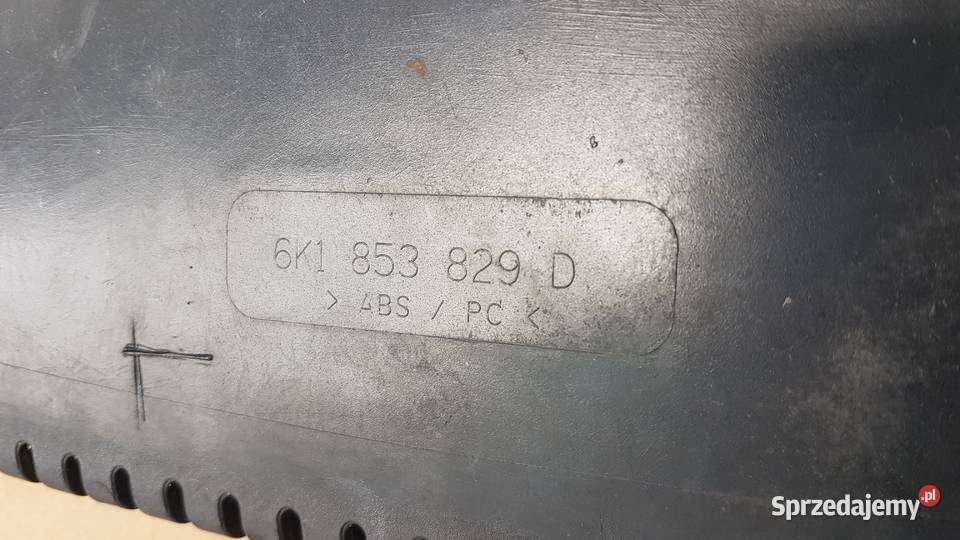 6K1 853 829 D
> ABS / PC <
Sprzedajemy.pl